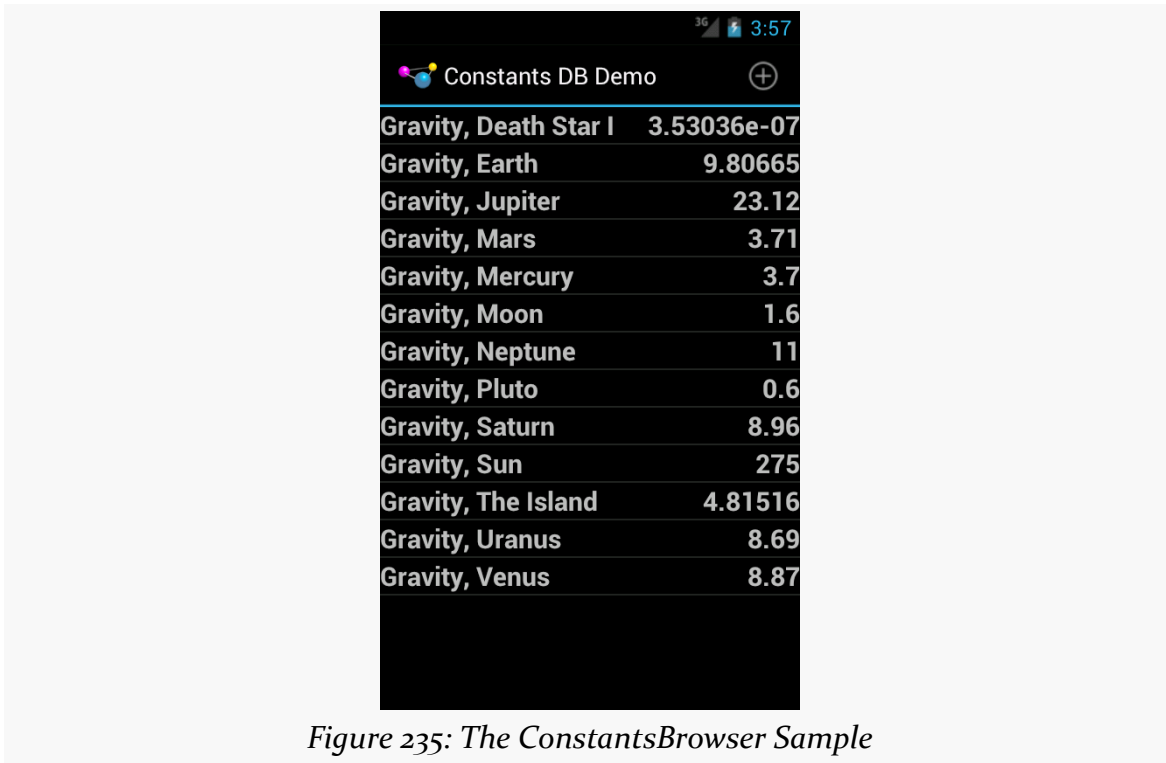 3G 3:57
Constants DB Demo
Gravity, Death Star I 3.53036e-07
Gravity, Earth 9.80665
Gravity, Jupiter 23.12
Gravity, Mars 3.71
Gravity, Mercury 3.7
Gravity, Moon 1.6
Gravity, Neptune 11
Gravity, Pluto 0.6
Gravity, Saturn 8.96
Gravity, Sun 275
Gravity, The Island 4.81516
Gravity, Uranus 8.69
Gravity, Venus 8.87
Figure 235: The ConstantsBrowser Sample